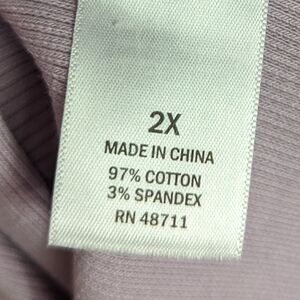 2X
MADE IN CHINA
97% COTTON
3% SPANDEX
RN 48711